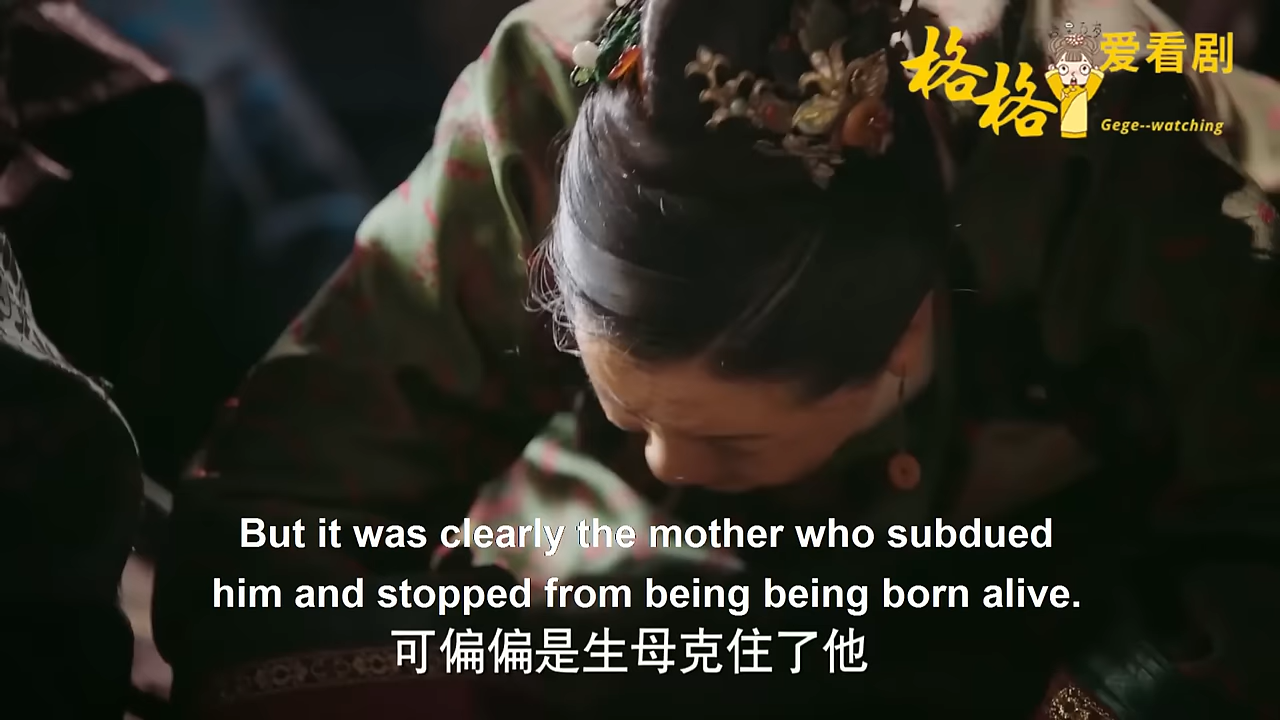 格格
爱看剧
Gege--watching
But it was clearly the mother who subdued
him and stopped from being being born alive.
可偏偏是生母克住了他